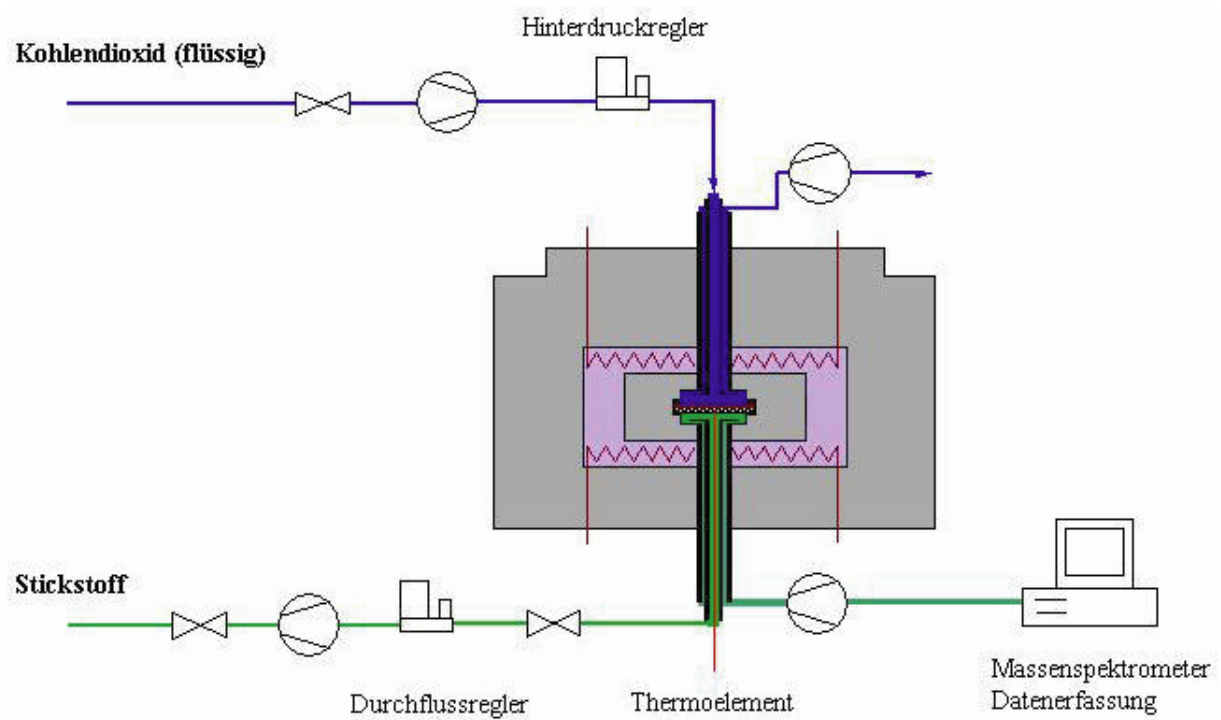 Hinterdruckregler
Kohlendioxid (flüssig)
Stickstoff
Durchflussregler
Thermoelement
Massenspektrometer
Datenerfassung